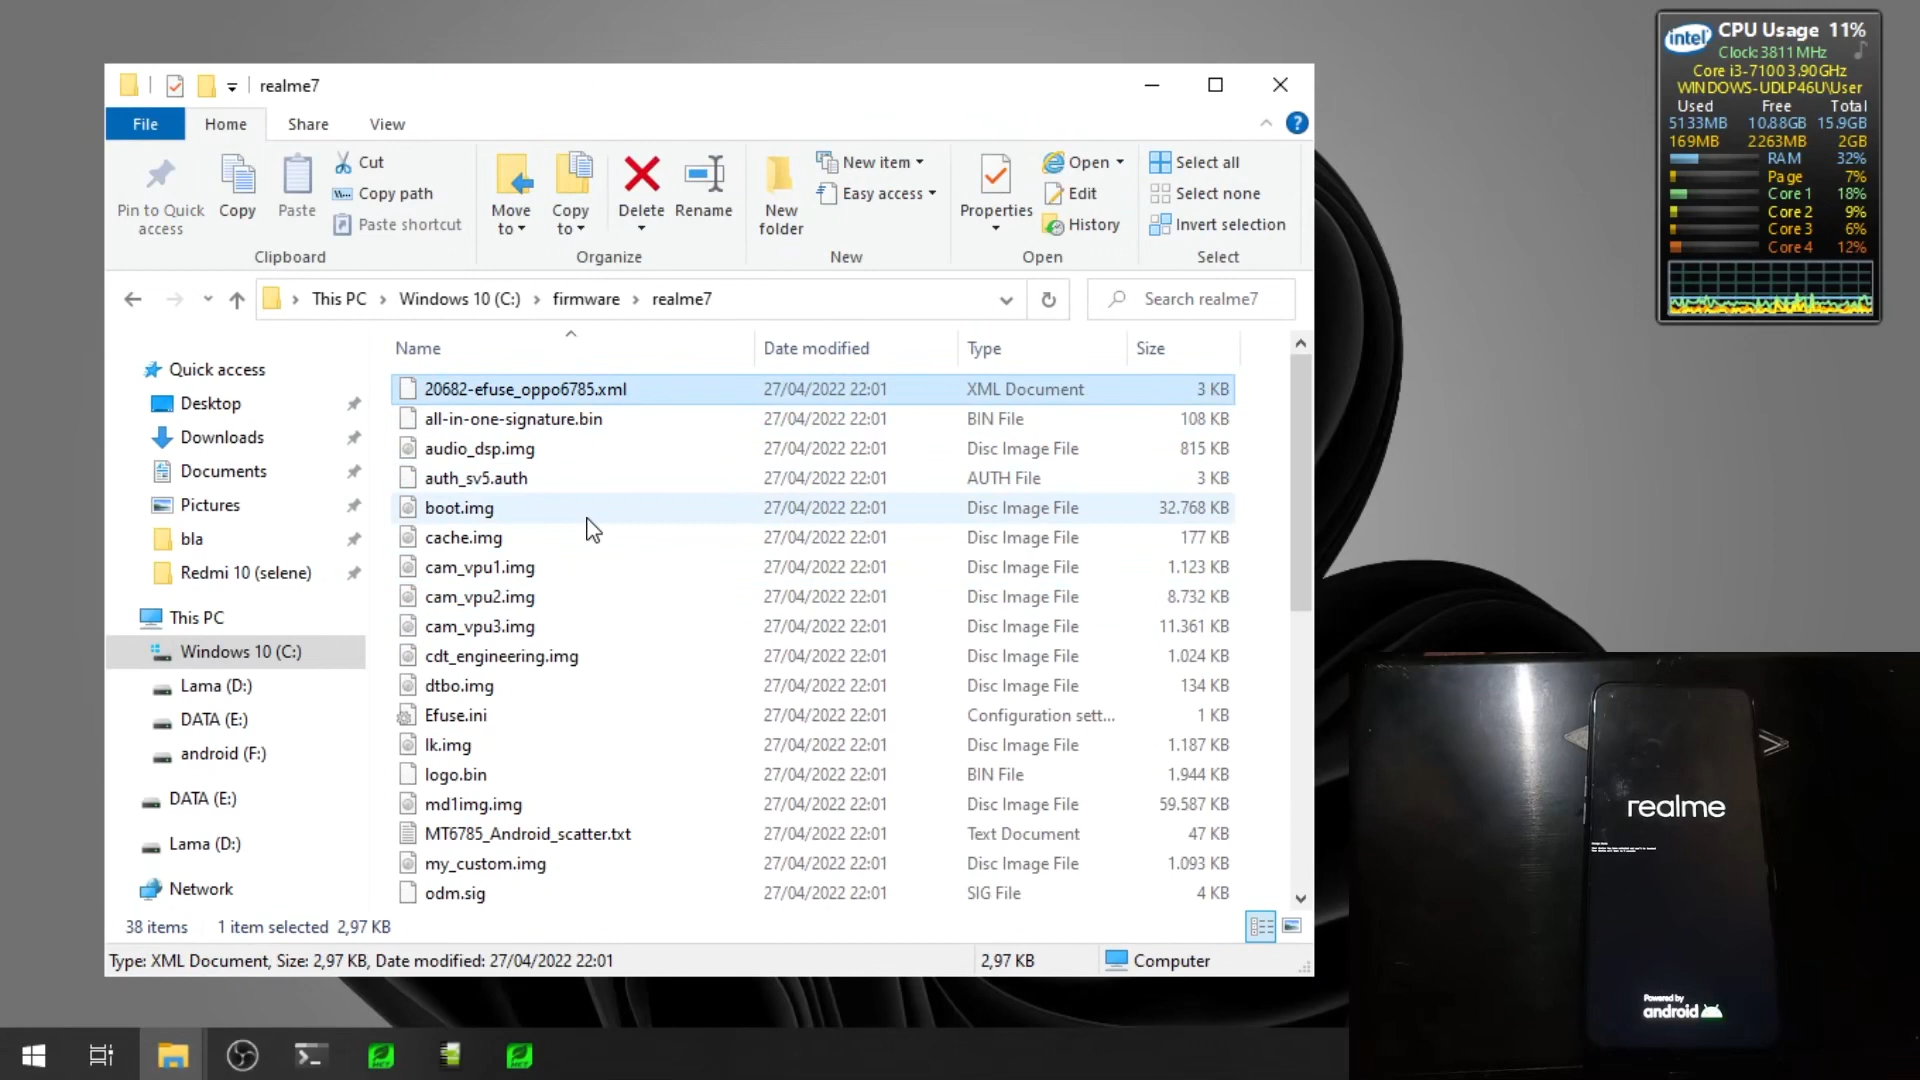 realme7
File
Home
Share
View
Pin to Quick access
Copy
Paste
Cut
Copy path
Paste shortcut
Clipboard
Move to
Copy to
Delete
Rename
Organize
New folder
New item
Easy access
New
Properties
Open
Edit
History
Open
Select all
Select none
Invert selection
Select
This PC > Windows 10 (C:) > firmware > realme7
Search realme7
Quick access
Desktop
Downloads
Documents
Pictures
bla
Redmi 10 (selene)
This PC
Windows 10 (C:)
Lama (D:)
DATA (E:)
android (F:)
DATA (E:)
Lama (D:)
Network
Name Date modified Type Size
20682-efuse_oppo6785.xml 27/04/2022 22:01 XML Document 3 KB
all-in-one-signature.bin 27/04/2022 22:01 BIN File 108 KB
audio_dsp.img 27/04/2022 22:01 Disc Image File 815 KB
auth_sv5.auth 27/04/2022 22:01 AUTH File 3 KB
boot.img 27/04/2022 22:01 Disc Image File 32.768 KB
cache.img 27/04/2022 22:01 Disc Image File 177 KB
cam_vpu1.img 27/04/2022 22:01 Disc Image File 1.123 KB
cam_vpu2.img 27/04/2022 22:01 Disc Image File 8.732 KB
cam_vpu3.img 27/04/2022 22:01 Disc Image File 11.361 KB
cdt_engineering.img 27/04/2022 22:01 Disc Image File 1.024 KB
dtbo.img 27/04/2022 22:01 Disc Image File 134 KB
Efuse.ini 27/04/2022 22:01 Configuration sett... 1 KB
lk.img 27/04/2022 22:01 Disc Image File 1.187 KB
logo.bin 27/04/2022 22:01 BIN File 1.944 KB
md1img.img 27/04/2022 22:01 Disc Image File 59.587 KB
MT6785_Android_scatter.txt 27/04/2022 22:01 Text Document 47 KB
my_custom.img 27/04/2022 22:01 Disc Image File 1.093 KB
odm.sig 27/04/2022 22:01 SIG File 4 KB
38 items 1 item selected 2,97 KB
Type: XML Document, Size: 2,97 KB, Date modified: 27/04/2022 22:01 2,97 KB Computer
intel CPU Usage 11%
Clock: 3811 MHz
Core i3-7100 3.90GHz
WINDOWS-UDLP46U\User
Used Free Total
5133MB 10.88GB 15.9GB
169MB 2263MB 2GB
RAM 32%
Page 7%
Core 1 18%
Core 2 9%
Core 3 6%
Core 4 12%
realme
Powered by
android